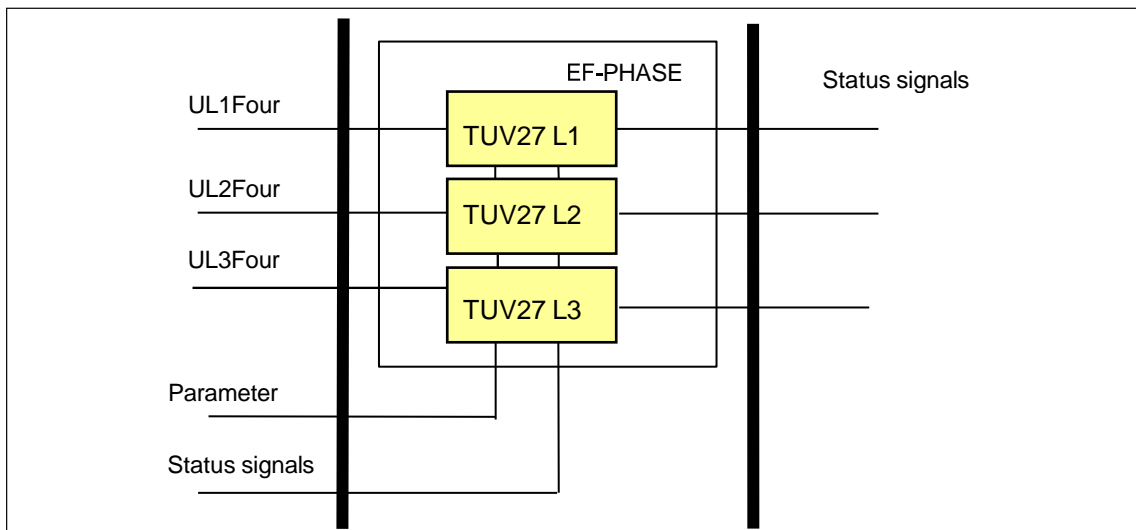 EF-PHASE
Status signals
UL1Four
TUV27 L1
UL2Four
TUV27 L2
UL3Four
TUV27 L3
Parameter
Status signals